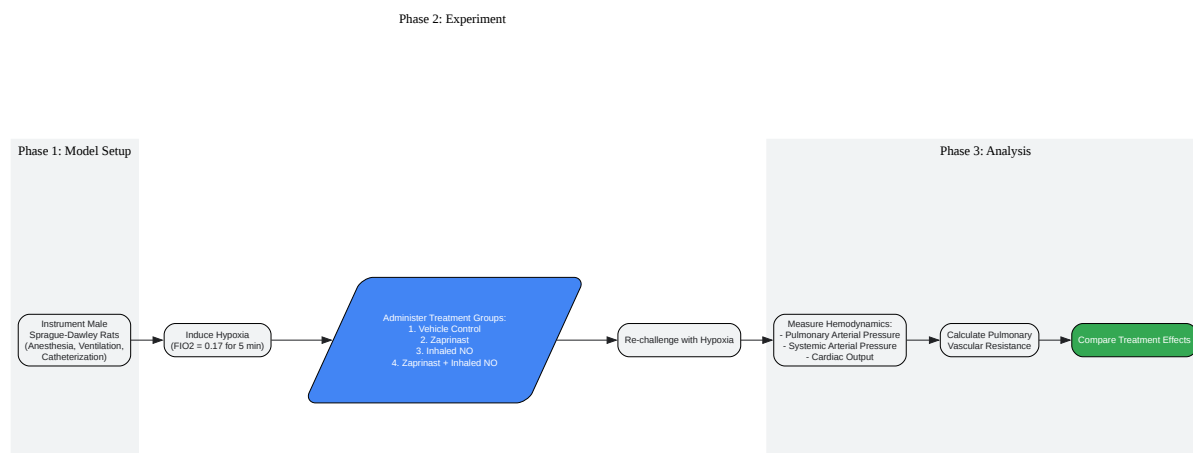 Phase 2: Experiment
Phase 1: Model Setup
Phase 3: Analysis
Instrument Male
Sprague-Dawley Rats
(Anesthesia, Ventilation,
Catheterization)
Induce Hypoxia
(FIO2 = 0.17 for 5 min)
Administer Treatment Groups:
1. Vehicle Control
2. Zaprinast
3. Inhaled NO
4. Zaprinast + Inhaled NO
Re-challenge with Hypoxia
Measure Hemodynamics:
- Pulmonary Arterial Pressure
- Systemic Arterial Pressure
- Cardiac Output
Calculate Pulmonary
Vascular Resistance
Compare Treatment Effects